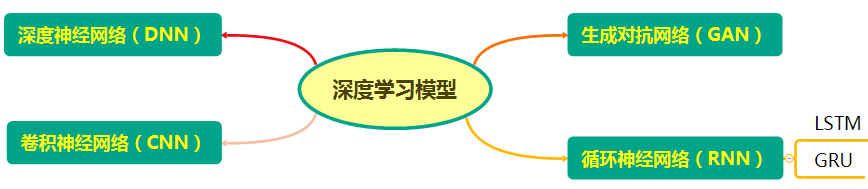 深度神经网络（DNN）
生成对抗网络（GAN）
深度学习模型
卷积神经网络（CNN）
循环神经网络（RNN）
LSTM
GRU